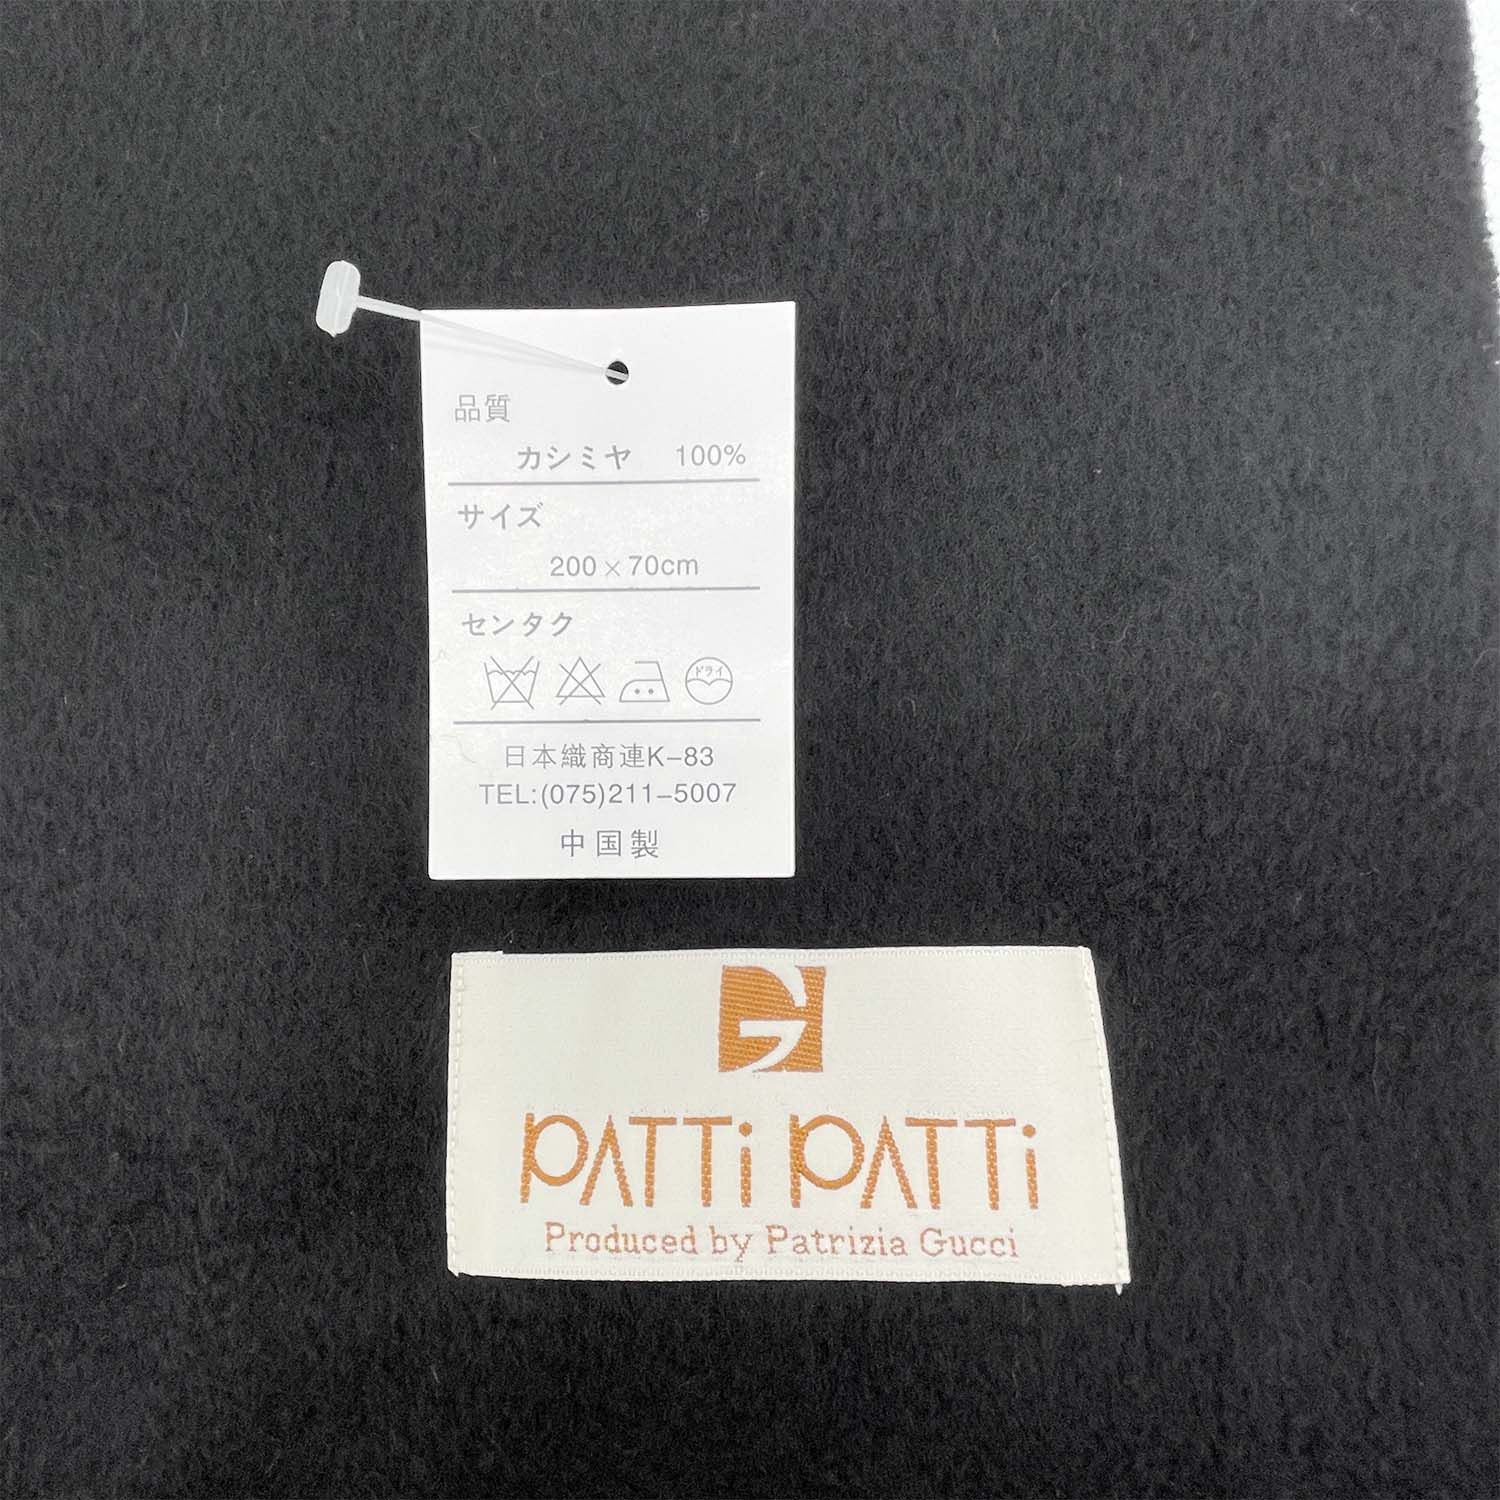 品質
カシミヤ 100%
サイズ
200×70cm
センタク
ドライ
日本織商連K-83
TEL:(075)211-5007
中国製
G
PATTi PATTi
Produced by Patrizia Gucci